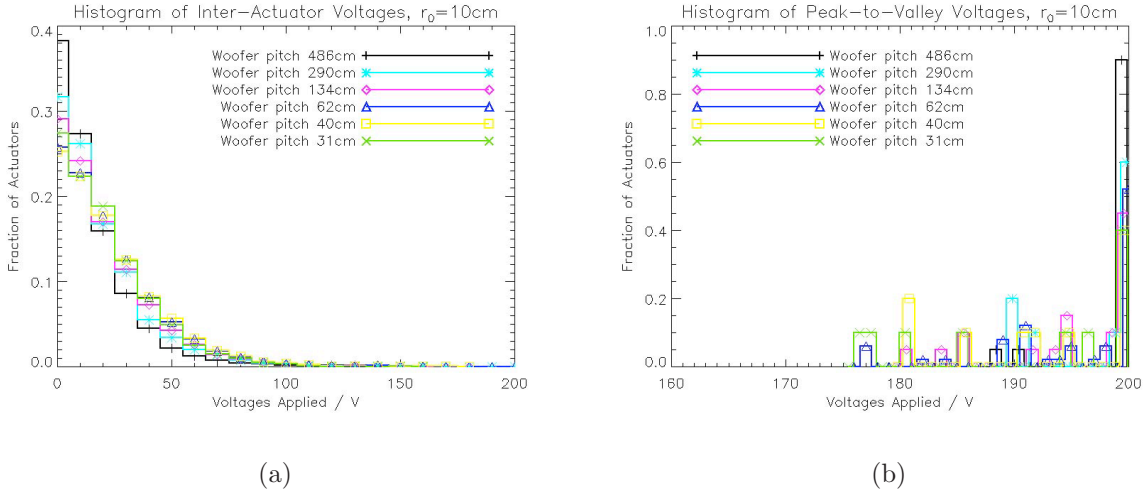 Histogram of Inter-Actuator Voltages, r₀=10cm
0.4
0.3
0.2
0.1
0.0
Fraction of Actuators
Woofer pitch 486cm
Woofer pitch 290cm
Woofer pitch 134cm
Woofer pitch 62cm
Woofer pitch 40cm
Woofer pitch 31cm
0 50 100 150 200
Voltages Applied / V
(a)
Histogram of Peak-to-Valley Voltages, r₀=10cm
1.0
0.8
0.6
0.4
0.2
0.0
Fraction of Actuators
Woofer pitch 486cm
Woofer pitch 290cm
Woofer pitch 134cm
Woofer pitch 62cm
Woofer pitch 40cm
Woofer pitch 31cm
160 170 180 190 200
Voltages Applied / V
(b)